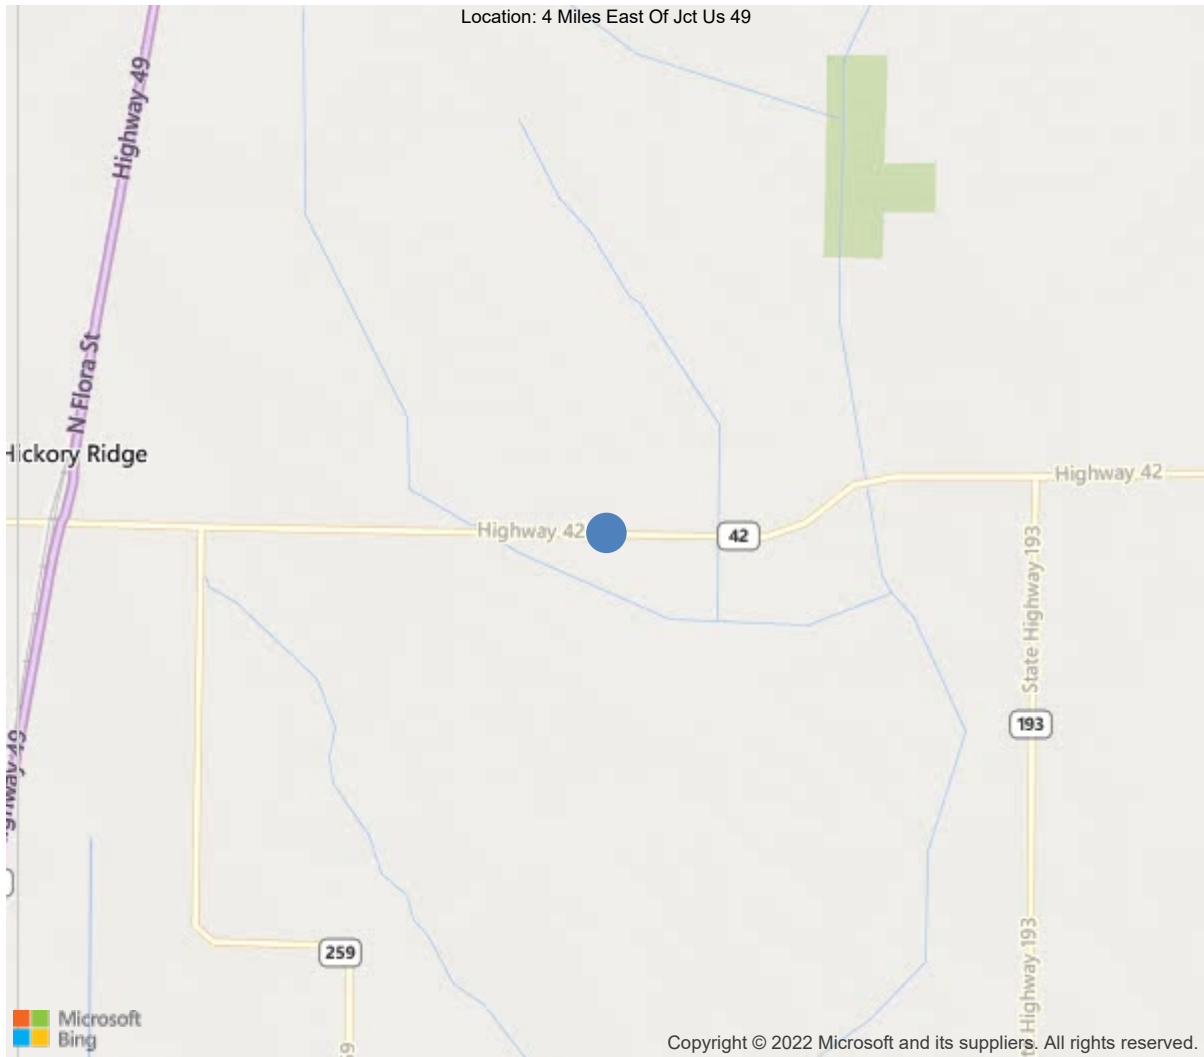 Location: 4 Miles East Of Jct Us 49
Highway 49
N Flora St
Hickory Ridge
Highway 42
Highway 42
42
State Highway 193
193
Highway 49
259
Highway 193
59
Microsoft
Bing
Copyright © 2022 Microsoft and its suppliers. All rights reserved.